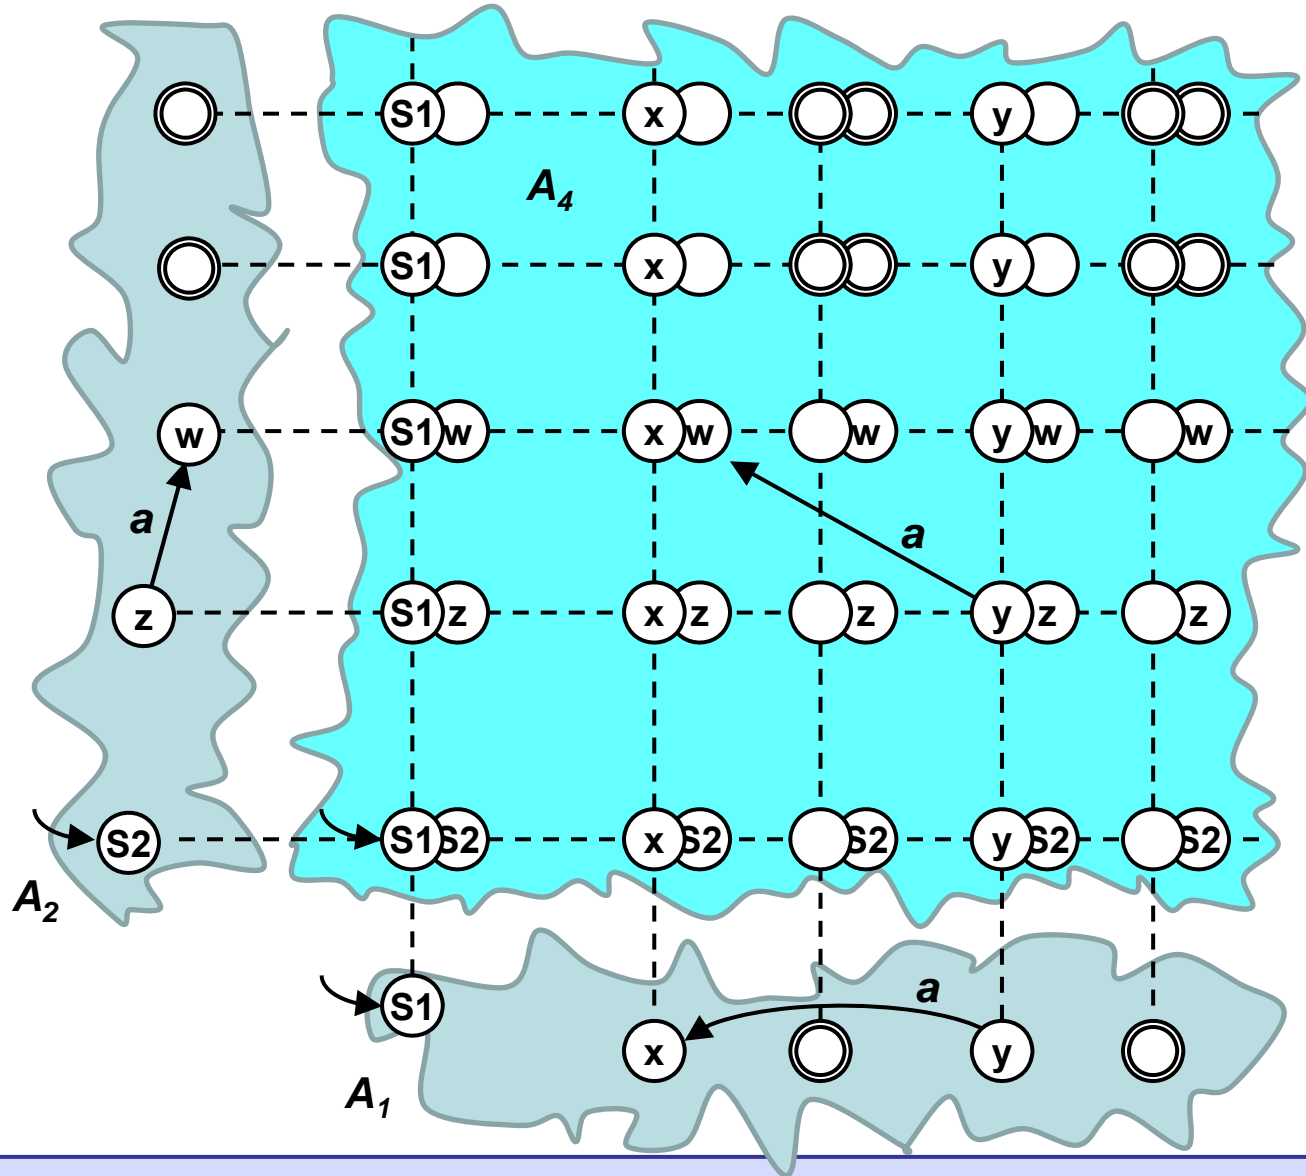 S1 x y
A4
S1 x y
w S1 w x w w y w w
a a
z S1 z x z z y z z
S2 S1 S2 x S2 S2 y S2 S2
A2
S1 a
x y
A1